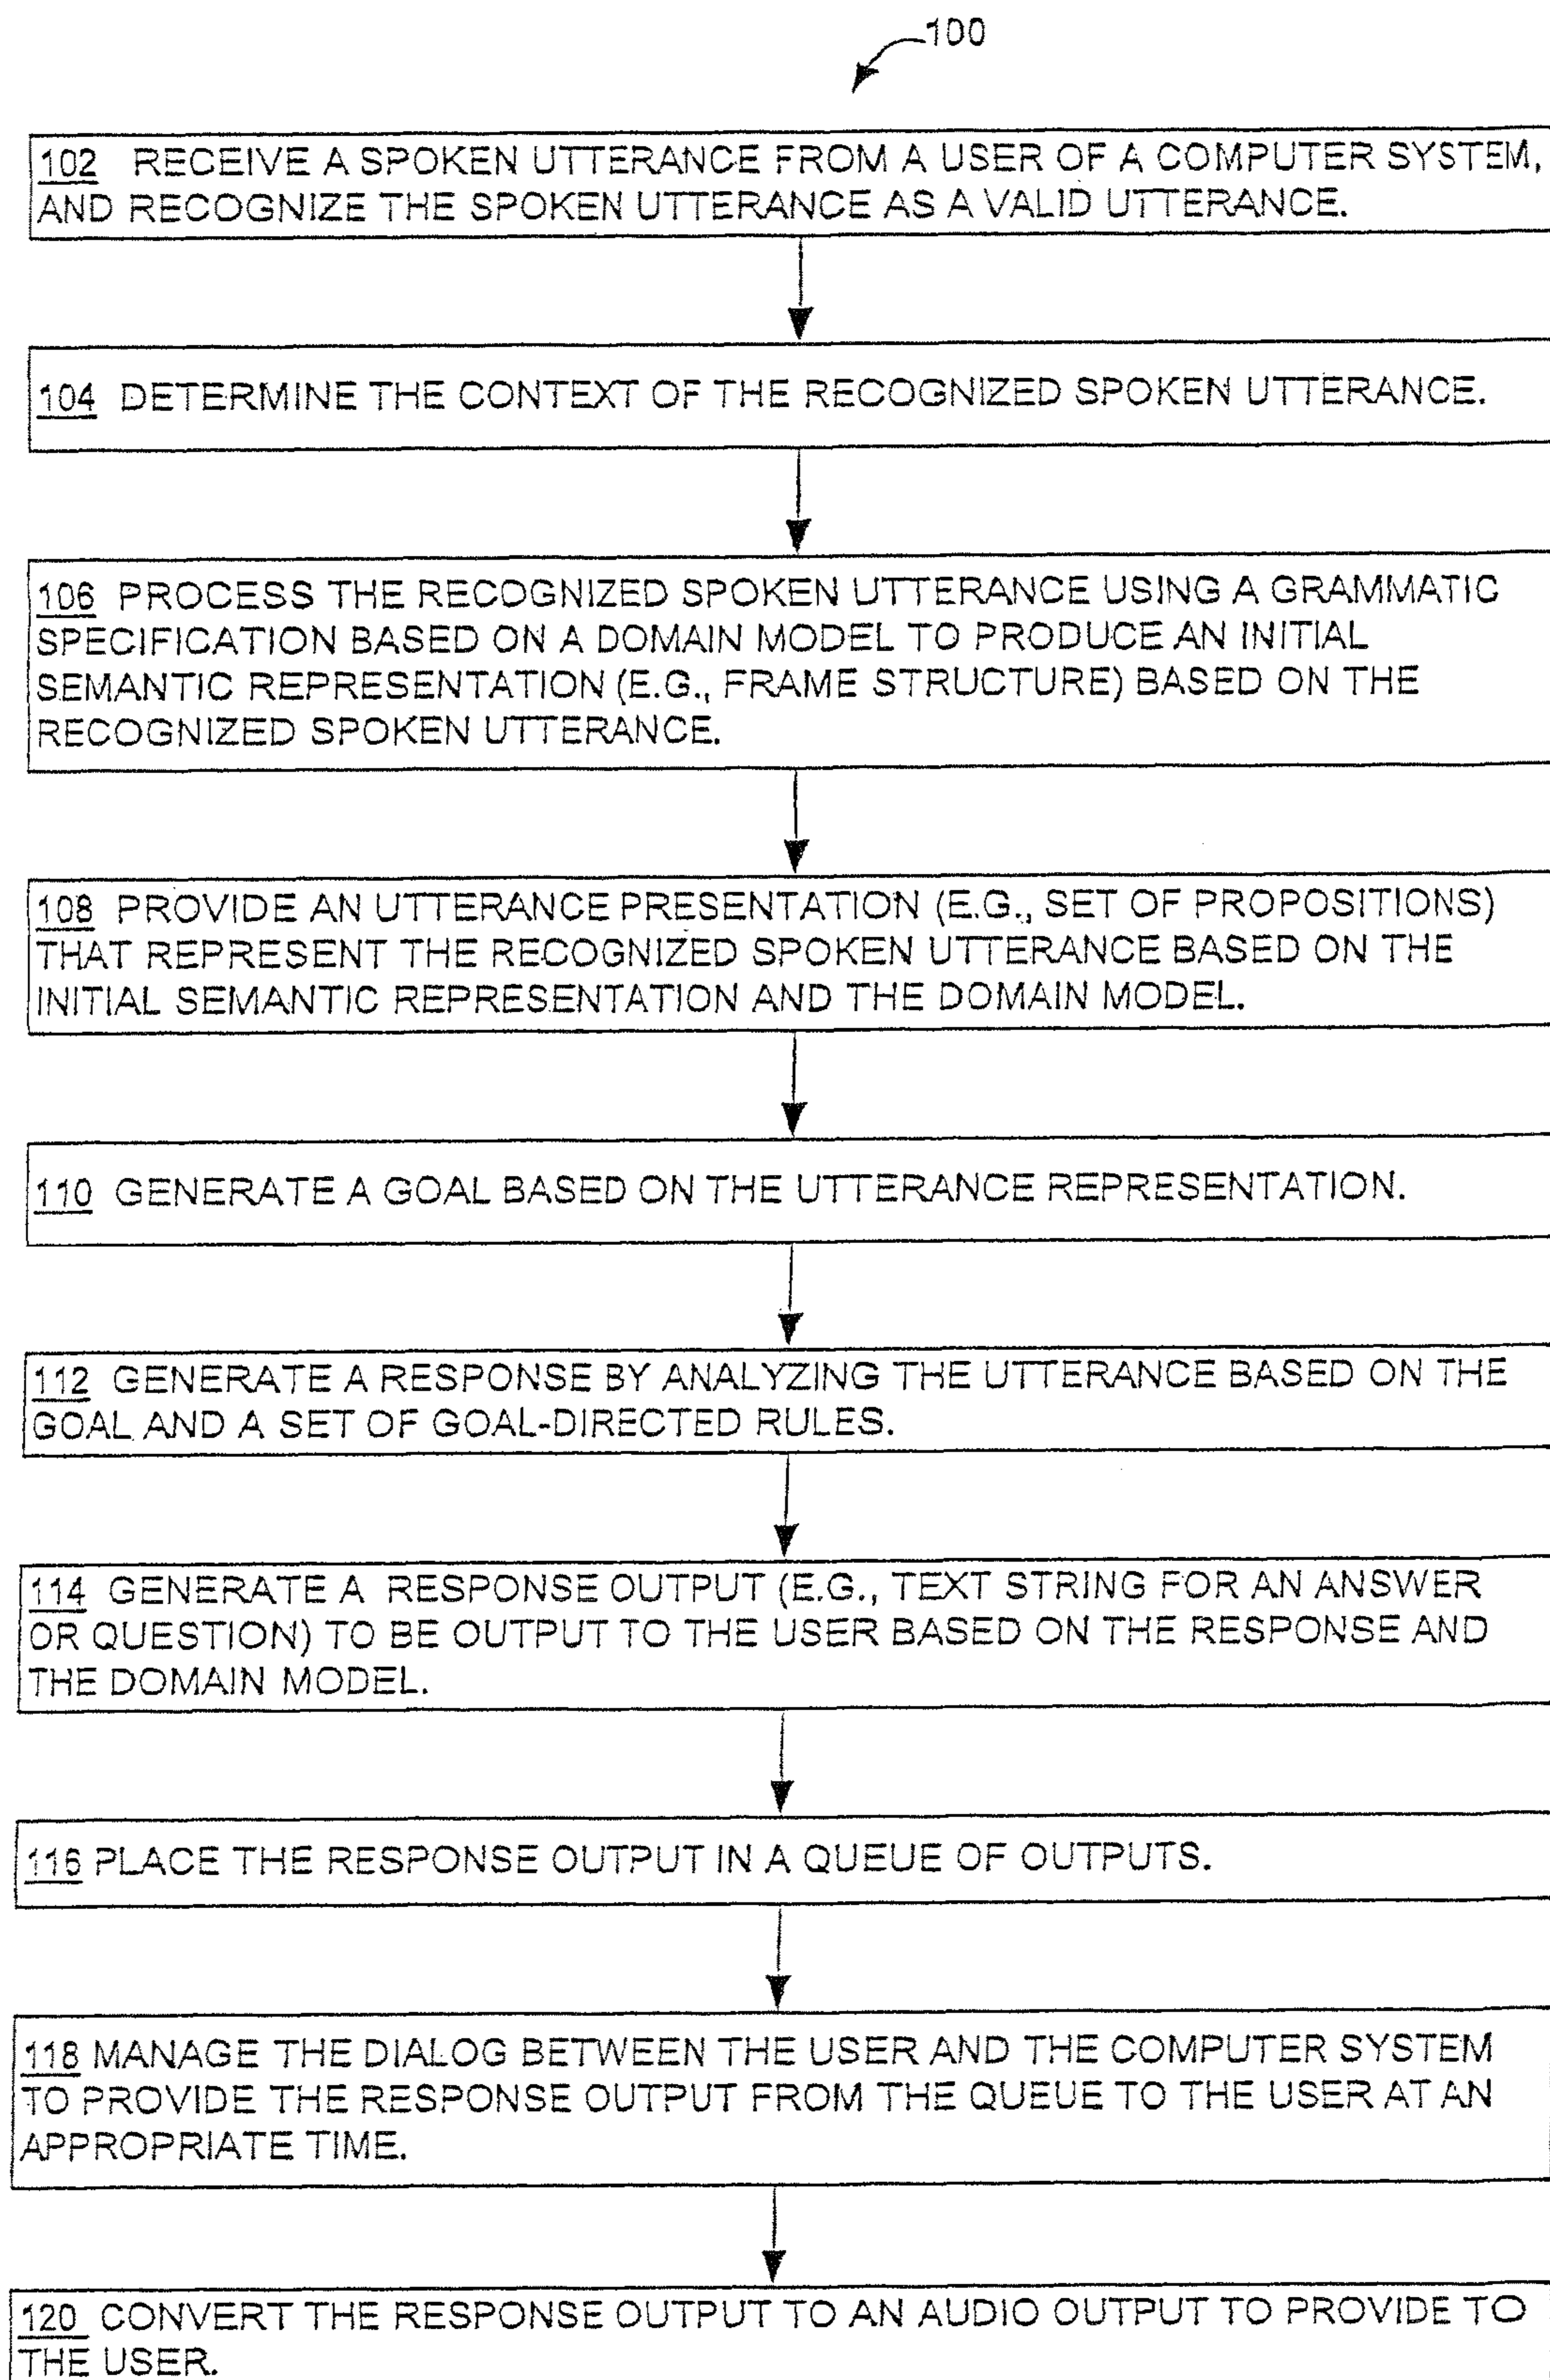 100
102 RECEIVE A SPOKEN UTTERANCE FROM A USER OF A COMPUTER SYSTEM,
AND RECOGNIZE THE SPOKEN UTTERANCE AS A VALID UTTERANCE.
104 DETERMINE THE CONTEXT OF THE RECOGNIZED SPOKEN UTTERANCE.
106 PROCESS THE RECOGNIZED SPOKEN UTTERANCE USING A GRAMMATIC
SPECIFICATION BASED ON A DOMAIN MODEL TO PRODUCE AN INITIAL
SEMANTIC REPRESENTATION (E.G., FRAME STRUCTURE) BASED ON THE
RECOGNIZED SPOKEN UTTERANCE.
108 PROVIDE AN UTTERANCE PRESENTATION (E.G., SET OF PROPOSITIONS)
THAT REPRESENT THE RECOGNIZED SPOKEN UTTERANCE BASED ON THE
INITIAL SEMANTIC REPRESENTATION AND THE DOMAIN MODEL.
110 GENERATE A GOAL BASED ON THE UTTERANCE REPRESENTATION.
112 GENERATE A RESPONSE BY ANALYZING THE UTTERANCE BASED ON THE
GOAL AND A SET OF GOAL-DIRECTED RULES.
114 GENERATE A RESPONSE OUTPUT (E.G., TEXT STRING FOR AN ANSWER
OR QUESTION) TO BE OUTPUT TO THE USER BASED ON THE RESPONSE AND
THE DOMAIN MODEL.
116 PLACE THE RESPONSE OUTPUT IN A QUEUE OF OUTPUTS.
118 MANAGE THE DIALOG BETWEEN THE USER AND THE COMPUTER SYSTEM
TO PROVIDE THE RESPONSE OUTPUT FROM THE QUEUE TO THE USER AT AN
APPROPRIATE TIME.
120 CONVERT THE RESPONSE OUTPUT TO AN AUDIO OUTPUT TO PROVIDE TO
THE USER.